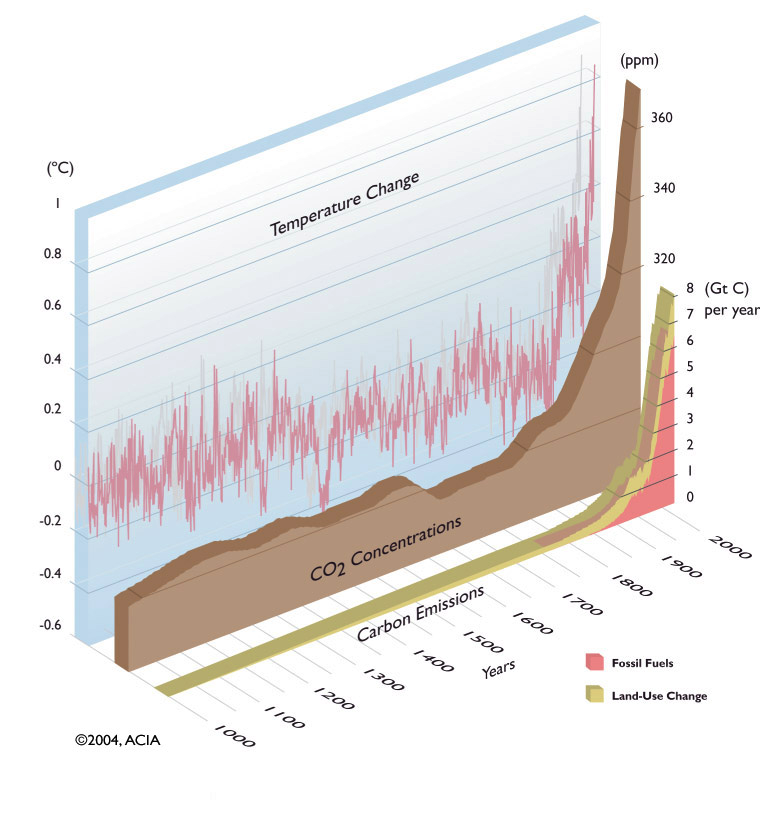 (ppm)
360
340
320
(ºC)
1
0.8
0.6
0.4
0.2
0
-0.2
-0.4
-0.6
Temperature Change
8 (Gt C)
7 per year
6
5
4
3
2
1
0
CO2 Concentrations
Carbon Emissions
Years
1000
1100
1200
1300
1400
1500
1600
1700
1800
1900
2000
Fossil Fuels
Land-Use Change
©2004, ACIA